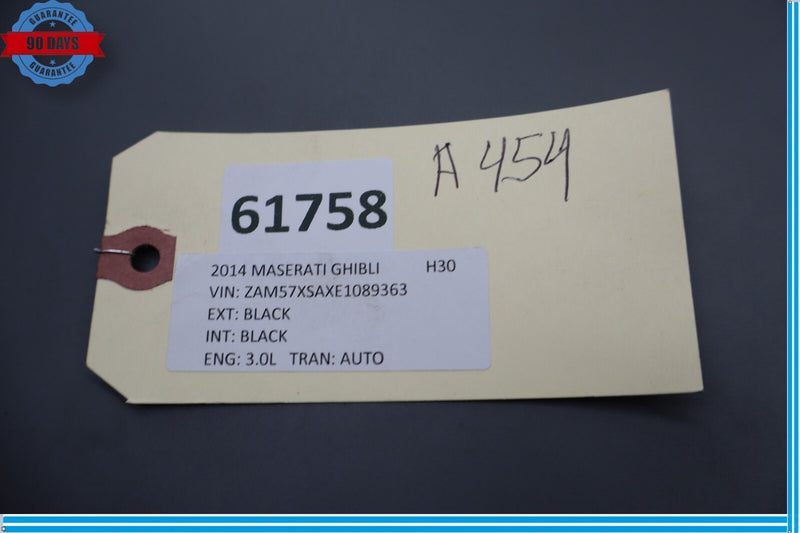 GUARANTEE
90 DAYS
GUARANTEE
A 454
61758
2014 MASERATI GHIBLI H30
VIN: ZAM57XSAXE1089363
EXT: BLACK
INT: BLACK
ENG: 3.0L TRAN: AUTO